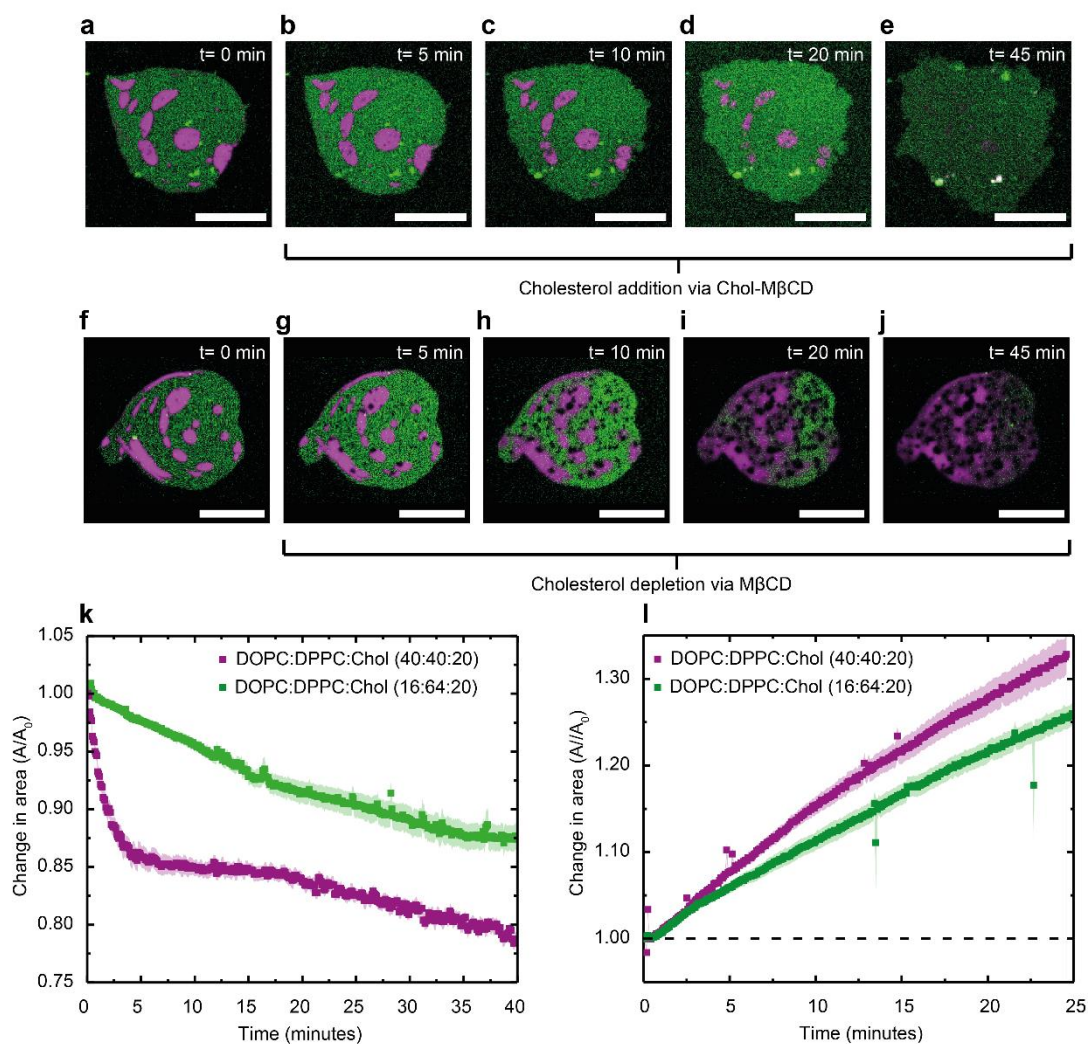 a b c d e
t= 0 min t= 5 min t= 10 min t= 20 min t= 45 min
Cholesterol addition via Chol-MβCD
f g h i j
t= 0 min t= 5 min t= 10 min t= 20 min t= 45 min
Cholesterol depletion via MβCD
k
1.05
1.00
0.95
0.90
0.85
0.80
0.75
Change in area (A/A0)
DOPC:DPPC:Chol (40:40:20)
DOPC:DPPC:Chol (16:64:20)
0 5 10 15 20 25 30 35 40
Time (minutes)
l
1.30
1.20
1.10
1.00
Change in area (A//A0)
DOPC:DPPC:Chol (40:40:20)
DOPC:DPPC:Chol (16:64:20)
0 5 10 15 20 25
Time (minutes)